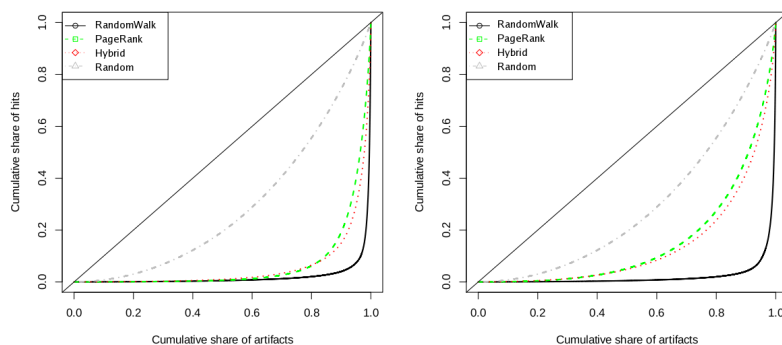 RandomWalk
PageRank
Hybrid
Random
1.0
0.8
0.6
0.4
0.2
0.0
Cumulative share of hits
0.0 0.2 0.4 0.6 0.8 1.0
Cumulative share of artifacts
RandomWalk
PageRank
Hybrid
Random
1.0
0.8
0.6
0.4
0.2
0.0
Cumulative share of hits
0.0 0.2 0.4 0.6 0.8 1.0
Cumulative share of artifacts